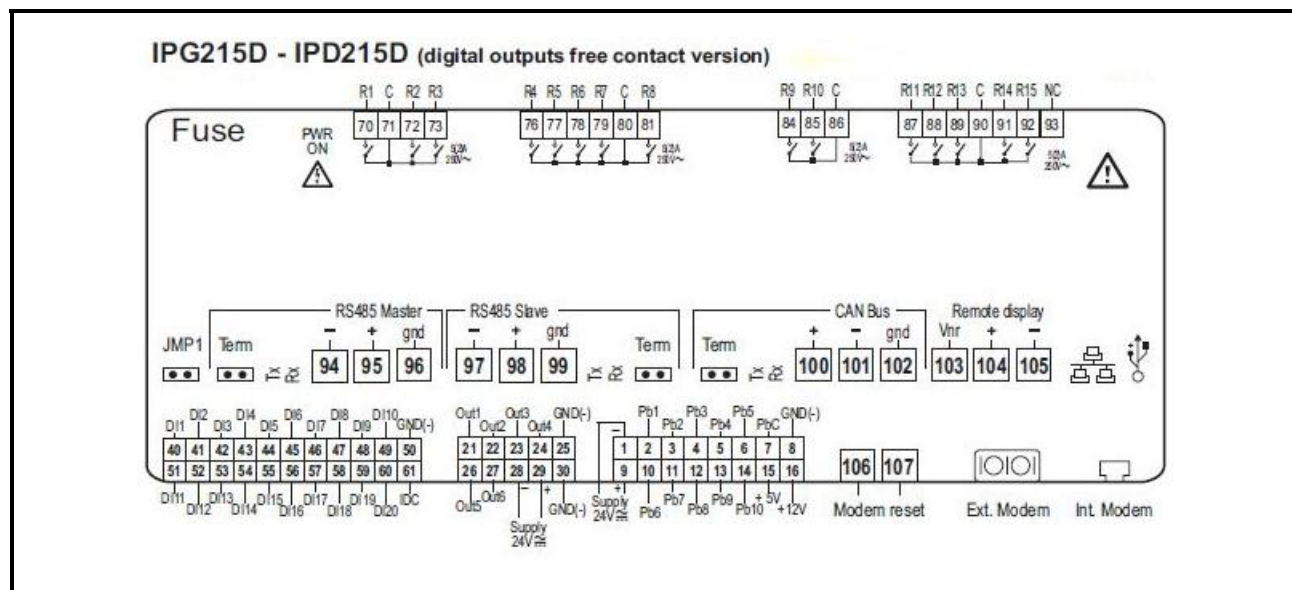 IPG215D - IPD215D (digital outputs free contact version)
R1 C R2 R3 R4 R5 R6 R7 C R8 R9 R10 C R11 R12 R13 C R14 R15 NC
Fuse
PWR ON
70 71 72 73 76 77 78 79 80 81 84 85 86 87 88 89 90 91 92 93
RS485 Master RS485 Slave CAN Bus Remote display
- + gnd - + gnd + - gnd Vnr + -
JMP1 Term Term Term
94 95 96 97 98 99 100 101 102 103 104 105
Tx Rx Tx Rx Tx Rx
DI2 DI4 DI6 DI8 DI10 Out1 Out3 GND(-) Pb1 Pb3 Pb5 GND(-)
DI1 DI3 DI5 DI7 DI9 GND(-) Out2 Out4 - Pb2 Pb4 PbC
40 41 42 43 44 45 46 47 48 49 50 21 22 23 24 25 1 2 3 4 5 6 7 8
51 52 53 54 55 56 57 58 59 60 61 26 27 28 29 30 9 10 11 12 13 14 15 16
106 107
|O|O|
DI11 DI13 DI15 DI17 DI19 IDC Out5 Out6 - + GND(-) + Supply 24V≅ Pb7 Pb9 + 5V
DI12 DI14 DI16 DI18 DI20 Supply 24V≅ Pb6 Pb8 Pb10 +12V
Modem reset Ext. Modem Int. Modem